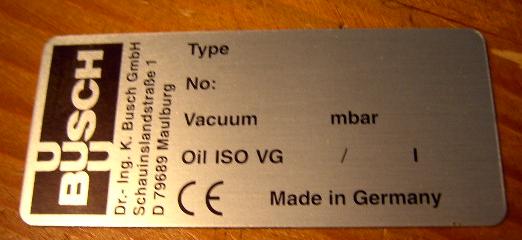 BUSCH
Dr.- Ing. K. Busch GmbH
Schauinslandstraße 1
D 79689 Maulburg
Type
No:
Vacuum mbar
Oil ISO VG / l
CE Made in Germany